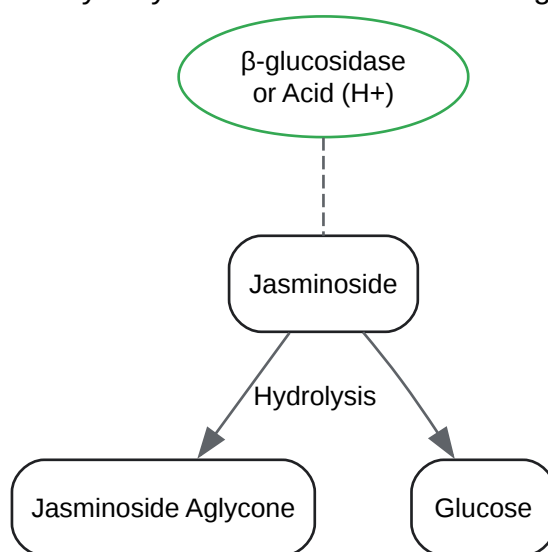 β-glucosidase
or Acid (H+)
Jasminoside
Hydrolysis
Jasminoside Aglycone
Glucose